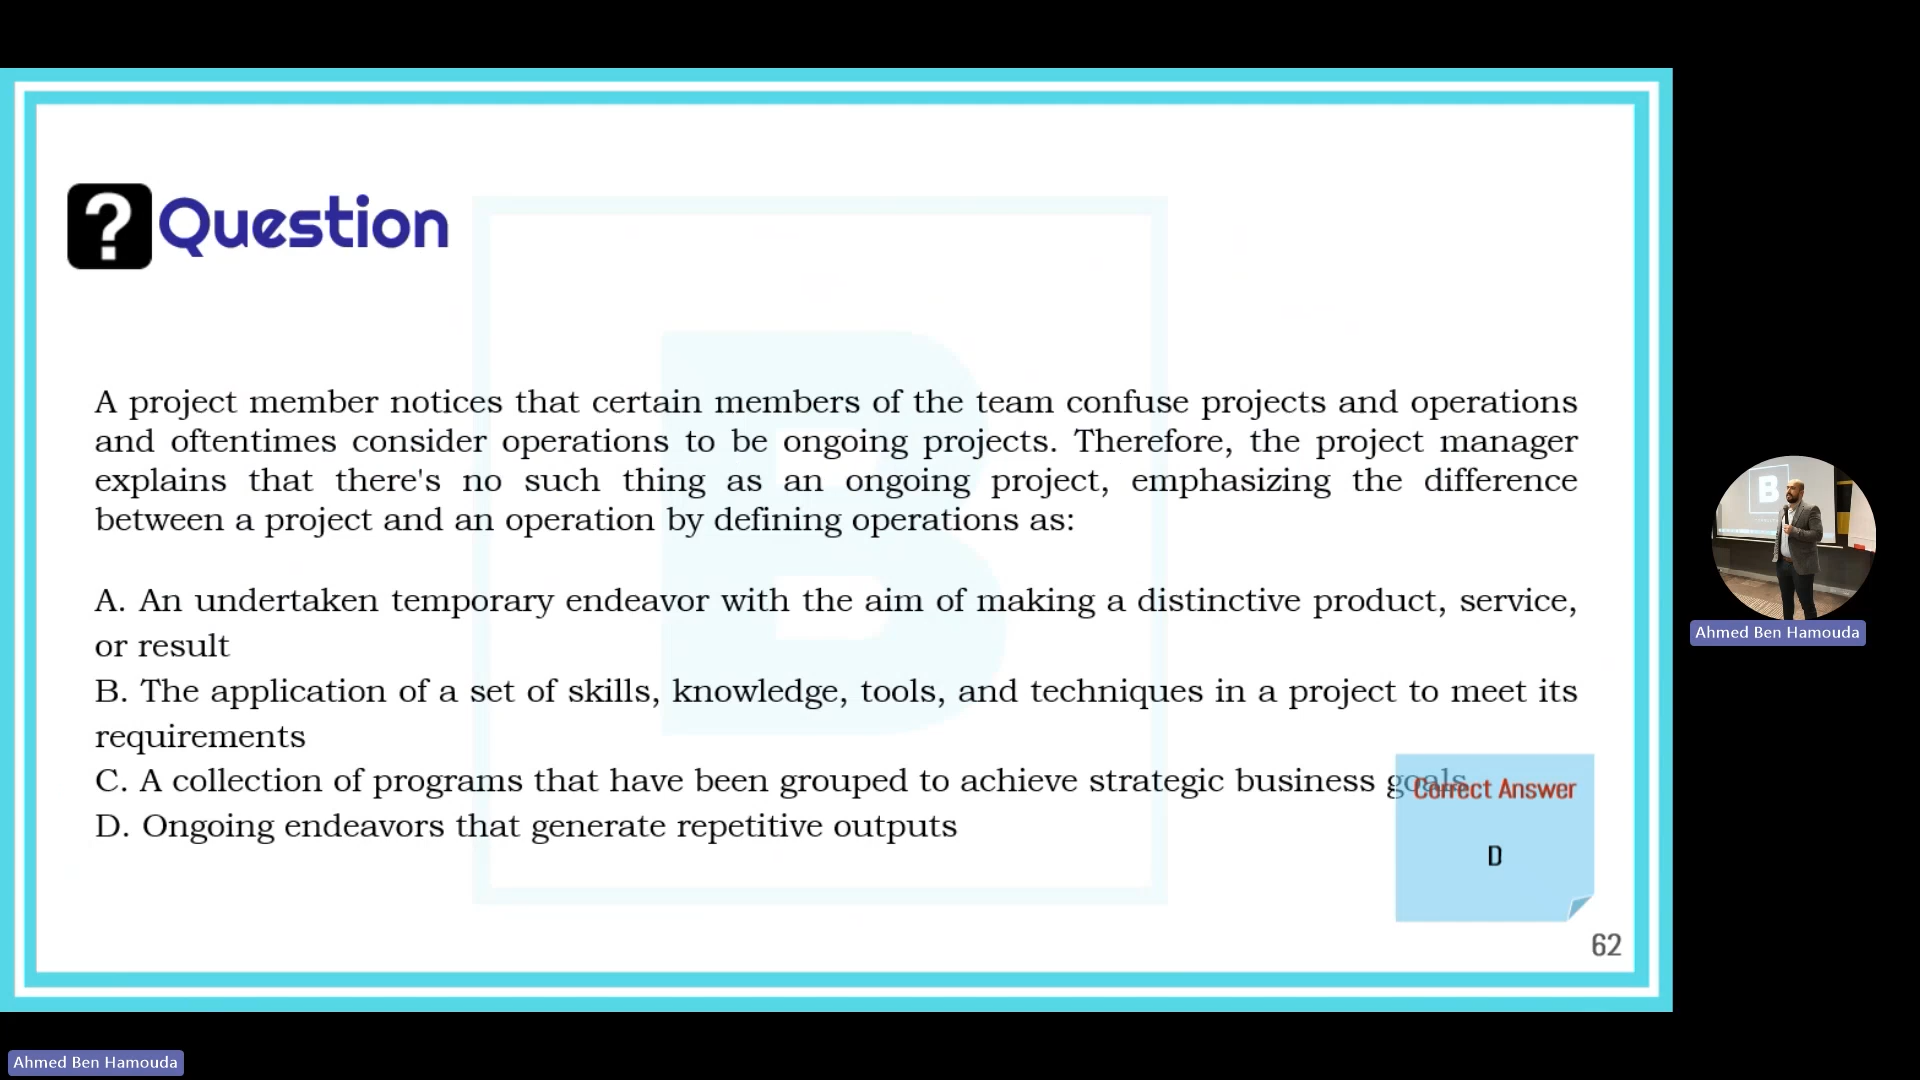 ? Question
A project member notices that certain members of the team confuse projects and operations
and oftentimes consider operations to be ongoing projects. Therefore, the project manager
explains that there's no such thing as an ongoing project, emphasizing the difference
between a project and an operation by defining operations as:
A. An undertaken temporary endeavor with the aim of making a distinctive product, service,
or result
B. The application of a set of skills, knowledge, tools, and techniques in a project to meet its
requirements
C. A collection of programs that have been grouped to achieve strategic business goals
D. Ongoing endeavors that generate repetitive outputs
Correct Answer
D
62
B
B
Ahmed Ben Hamouda
Ahmed Ben Hamouda